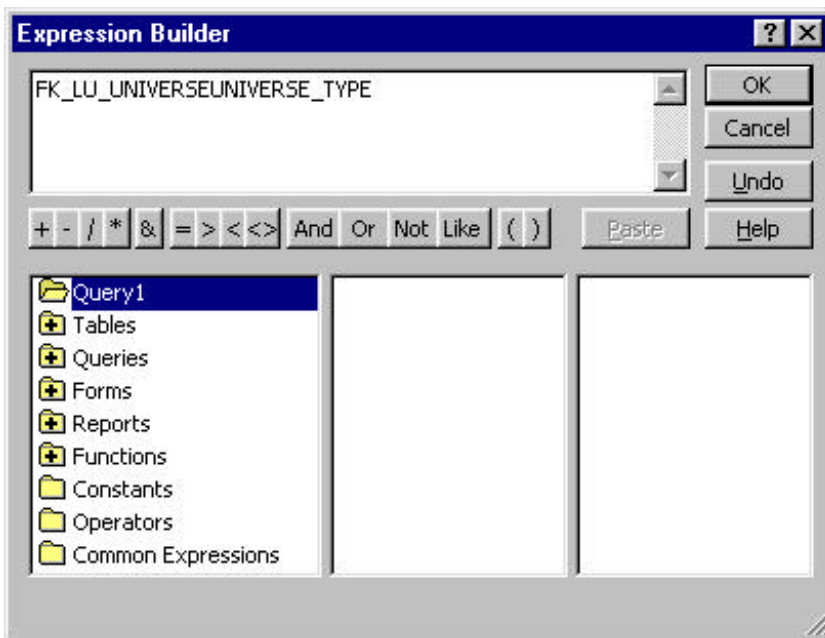 Expression Builder ? X
FK_LU_UNIVERSEUNIVERSE_TYPE
OK
Cancel
Undo
+ - / * & = > < <> And Or Not Like ( ) Paste Help
Query1
Tables
Queries
Forms
Reports
Functions
Constants
Operators
Common Expressions